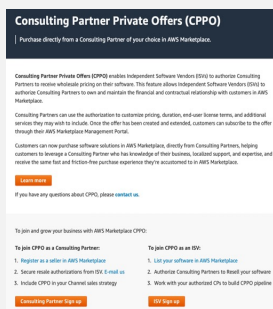 Consulting Partner Private Offers (CPPO)
Purchase directly from a Consulting Partner of your choice in AWS Marketplace.
Consulting Partner Private Offers (CPPO) enables Independent Software Vendors (ISVs) to authorize Consulting
Partners to receive wholesale pricing on their software. This feature allows Independent Software Vendors (ISVs) to
authorize Consulting Partners to own and maintain the financial and contractual relationship with customers in AWS
Marketplace.
Consulting Partners can use the authorization to customize pricing, duration, end-user license terms, and additional
services they may wish to include. Once the offer has been created and extended, customers can subscribe to the offer
through their AWS Marketplace Management Portal.
Customers can now purchase software solutions in AWS Marketplace, directly from Consulting Partners, helping
customers to leverage a Consulting Partner who has knowledge of their business, localized support, and expertise, and
receive the same fast and friction-free purchase experience they're accustomed to in AWS Marketplace.
Learn more
If you have any questions about CPPO, please contact us.
To join and grow your business with AWS Marketplace CPPO:
To join CPPO as a Consulting Partner:
1. Register as a seller in AWS Marketplace
2. Secure resale authorizations from ISV. E-mail us
3. Include CPPO in your Channel sales strategy
Consulting Partner Sign up
To join CPPO as an ISV:
1. List your software in AWS Marketplace
2. Authorize Consulting Partners to Resell your software
3. Work with your authorized CPs to build CPPO pipeline
ISV Sign up